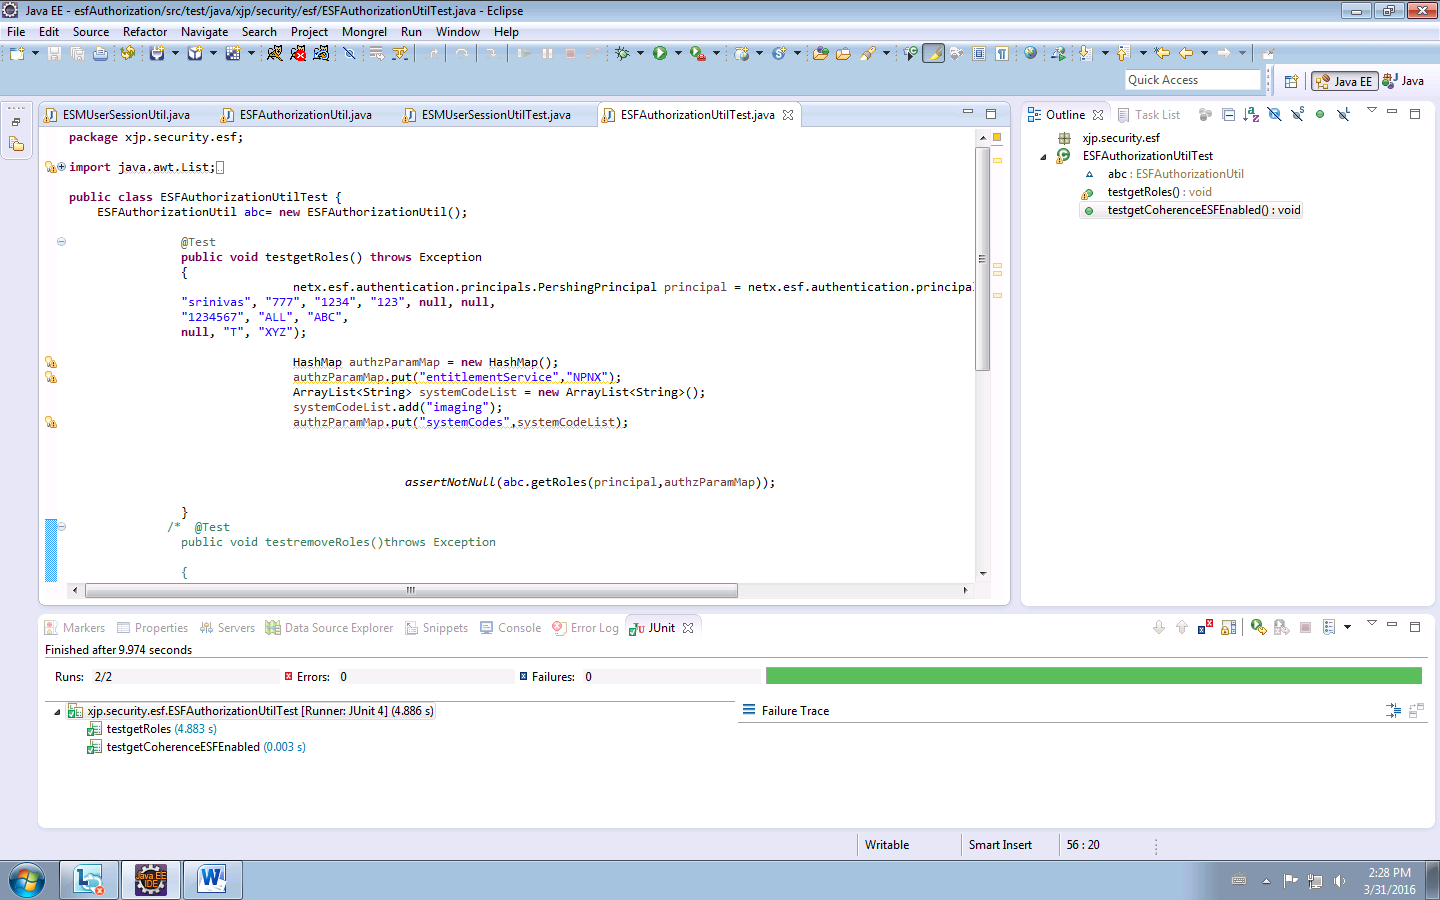 Java EE - esfAuthorization/src/test/java/xjp/security/esf/ESFAuthorizationUtilTest.java - Eclipse
File Edit Source Refactor Navigate Search Project Mongrel Run Window Help
Quick Access
Java EE
Java
ESMUserSessionUtil.java ESFAuthorizationUtil.java ESMUserSessionUtilTest.java ESFAuthorizationUtilTest.java
package xjp.security.esf;
import java.awt.List;
public class ESFAuthorizationUtilTest {
ESFAuthorizationUtil abc= new ESFAuthorizationUtil();
@Test
public void testgetRoles() throws Exception
{
netx.esf.authentication.principals.PershingPrincipal principal = netx.esf.authentication.principal
"srinivas", "777", "1234", "123", null, null,
"1234567", "ALL", "ABC",
null, "T", "XYZ");
HashMap authzParamMap = new HashMap();
authzParamMap.put("entitlementService","NPNX");
ArrayList<String> systemCodeList = new ArrayList<String>();
systemCodeList.add("imaging");
authzParamMap.put("systemCodes",systemCodeList);
assertNotNull(abc.getRoles(principal,authzParamMap));
}
/* @Test
public void testremoveRoles()throws Exception
{
Outline Task List
xjp.security.esf
ESFAuthorizationUtilTest
abc : ESFAuthorizationUtil
testgetRoles() : void
testgetCoherenceESFEnabled() : void
Markers Properties Servers Data Source Explorer Snippets Console Error Log JUnit
Finished after 9.974 seconds
Runs: 2/2 Errors: 0 Failures: 0
xjp.security.esf.ESFAuthorizationUtilTest [Runner: JUnit 4] (4.886 s)
testgetRoles (4.883 s)
testgetCoherenceESFEnabled (0.003 s)
Failure Trace
Writable Smart Insert 56 : 20
Java EE
IDE
2:28 PM
3/31/2016